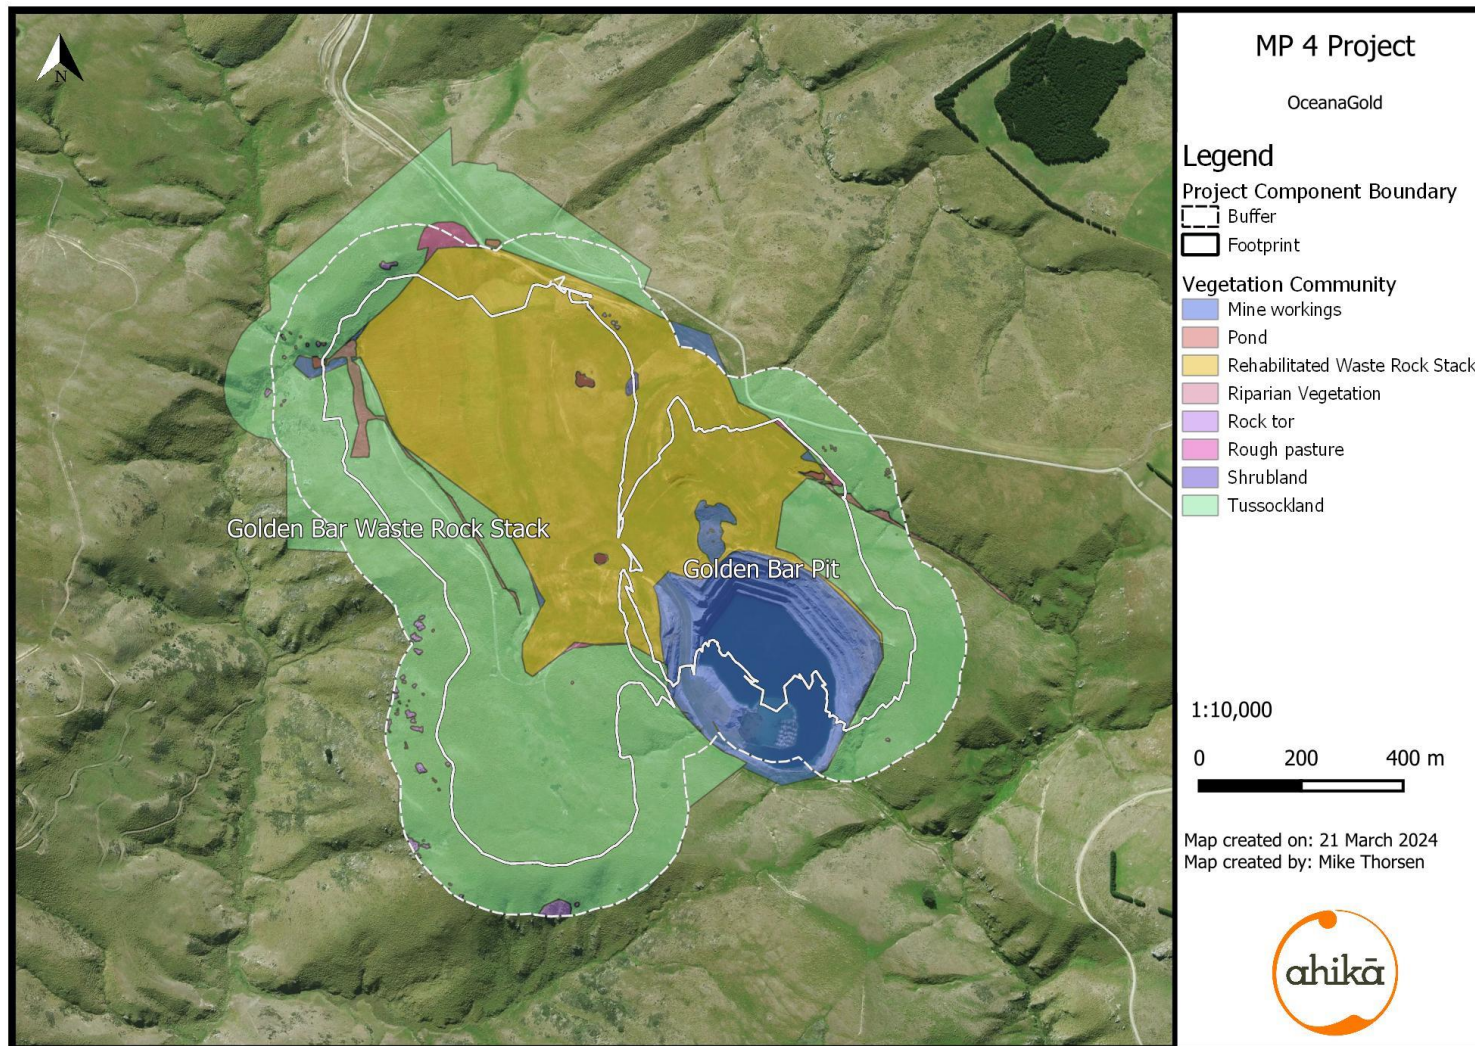 N
MP 4 Project
OceanaGold
Legend
Project Component Boundary
Buffer
Footprint
Vegetation Community
Mine workings
Pond
Rehabilitated Waste Rock Stack
Riparian Vegetation
Rock tor
Rough pasture
Shrubland
Tussockland
Golden Bar Waste Rock Stack
Golden Bar Pit
1:10,000
0 200 400 m
Map created on: 21 March 2024
Map created by: Mike Thorsen
ahikā